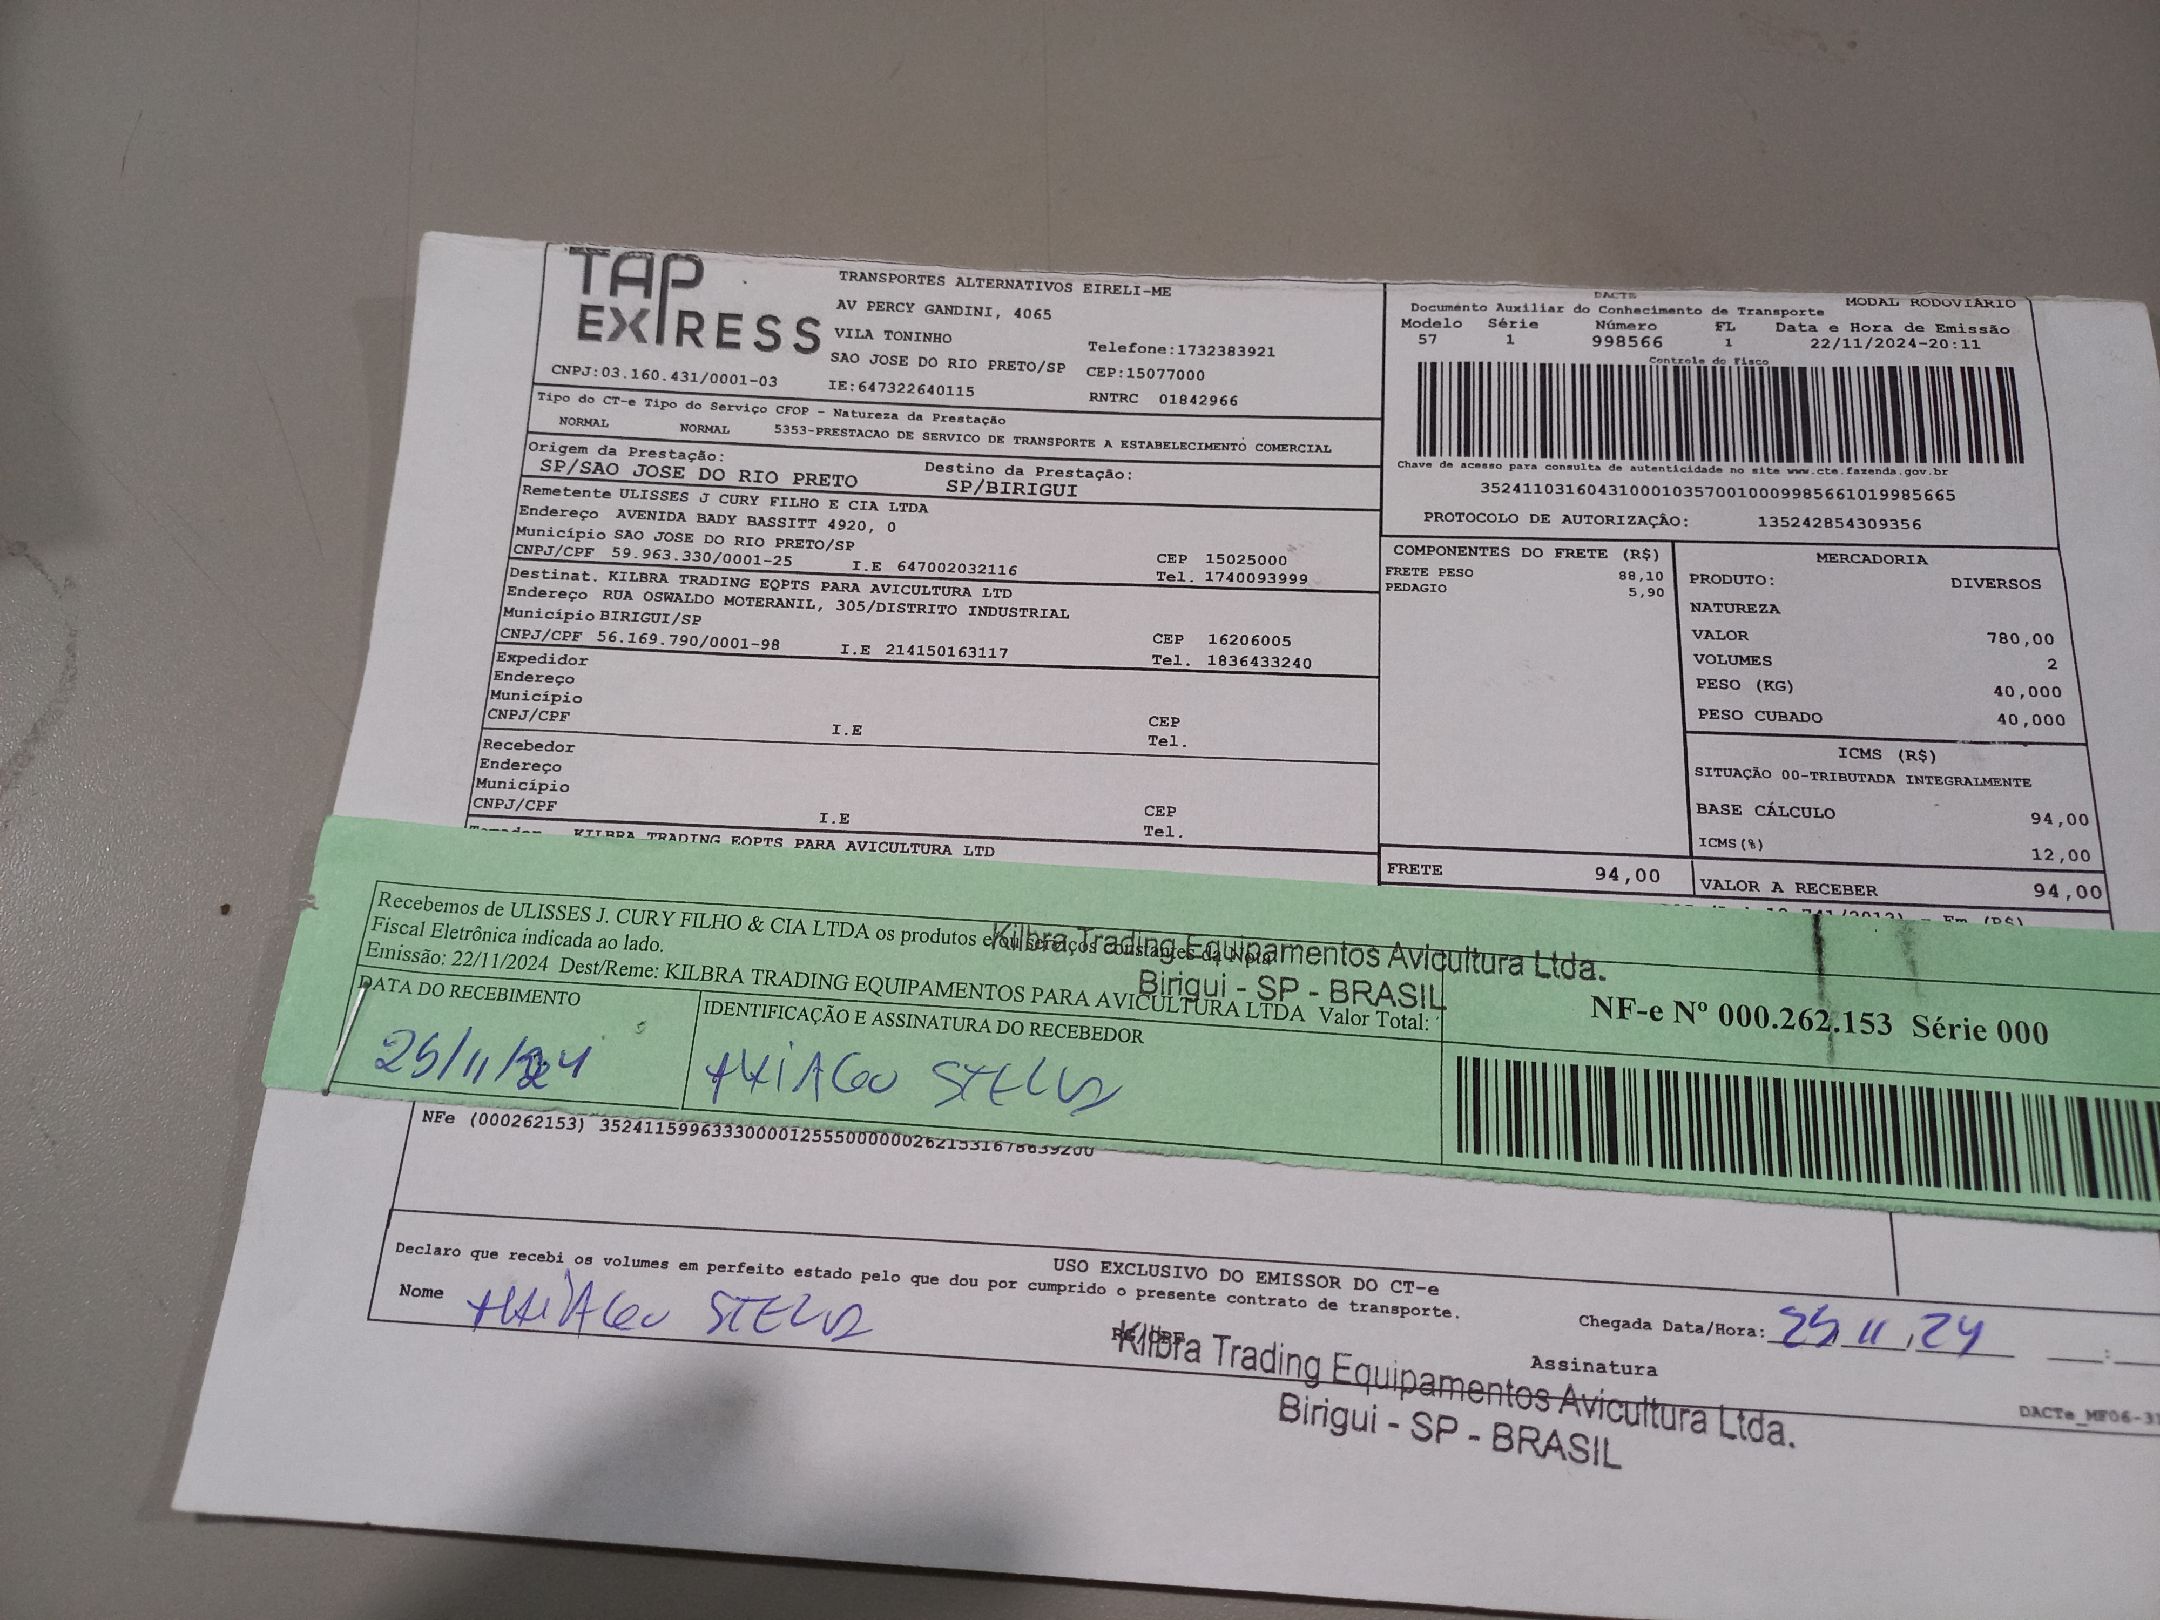 TAP EXPRESS
TRANSPORTES ALTERNATIVOS EIRELI-ME
AV PERCY GANDINI, 4065
VILA TONINHO
SAO JOSE DO RIO PRETO/SP
Telefone:1732383921
CEP:15077000
CNPJ:03.160.431/0001-03
IE:647322640115
RNTRC 01842966
DACTE
MODAL RODOVIÁRIO
Documento Auxiliar do Conhecimento de Transporte
Modelo Série Número FL Data e Hora de Emissão
57 1 998566 1 22/11/2024-20:11
Controle do Fisco
Chave de acesso para consulta de autenticidade no site www.cte.fazenda.gov.br
35241103160431000103570010009985661019985665
PROTOCOLO DE AUTORIZAÇÃO: 135242854309356
Tipo do CT-e Tipo do Serviço CFOP - Natureza da Prestação
NORMAL NORMAL 5353-PRESTACAO DE SERVICO DE TRANSPORTE A ESTABELECIMENTO COMERCIAL
Origem da Prestação:
SP/SAO JOSE DO RIO PRETO
Destino da Prestação:
SP/BIRIGUI
Remetente ULISSES J CURY FILHO E CIA LTDA
Endereço AVENIDA BADY BASSITT 4920, 0
Município SAO JOSE DO RIO PRETO/SP CEP 15025000
CNPJ/CPF 59.963.330/0001-25 I.E 647002032116 Tel. 1740093999
Destinat. KILBRA TRADING EQPTS PARA AVICULTURA LTD
Endereço RUA OSWALDO MOTERANIL, 305/DISTRITO INDUSTRIAL
Município BIRIGUI/SP CEP 16206005
CNPJ/CPF 56.169.790/0001-98 I.E 214150163117 Tel. 1836433240
Expedidor
Endereço
Município CEP
CNPJ/CPF I.E Tel.
Recebedor
Endereço
Município CEP
CNPJ/CPF I.E Tel.
KILBRA TRADING EQPTS PARA AVICULTURA LTD
COMPONENTES DO FRETE (R$)
FRETE PESO 88,10
PEDAGIO 5,90
FRETE 94,00
MERCADORIA
PRODUTO: DIVERSOS
NATUREZA
VALOR 780,00
VOLUMES 2
PESO (KG) 40,000
PESO CUBADO 40,000
ICMS (R$)
SITUAÇÃO 00-TRIBUTADA INTEGRALMENTE
BASE CÁLCULO 94,00
ICMS(%) 12,00
VALOR A RECEBER 94,00
Recebemos de ULISSES J. CURY FILHO & CIA LTDA os produtos e/ou serviços constantes da Nota
Fiscal Eletrônica indicada ao lado.
Emissão: 22/11/2024 Dest/Reme: KILBRA TRADING EQUIPAMENTOS PARA AVICULTURA LTDA Valor Total:
Kilbra Trading Equipamentos Avicultura Ltda.
Birigui - SP - BRASIL
NF-e Nº 000.262.153 Série 000
DATA DO RECEBIMENTO
25/11/24
IDENTIFICAÇÃO E ASSINATURA DO RECEBEDOR
NFe (000262153) 35241159963330000125550000002621531678639200
USO EXCLUSIVO DO EMISSOR DO CT-e
Declaro que recebi os volumes em perfeito estado pelo que dou por cumprido o presente contrato de transporte.
Nome
Chegada Data/Hora: 25 11 24
Assinatura
Kilbra Trading Equipamentos Avicultura Ltda.
Birigui - SP - BRASIL